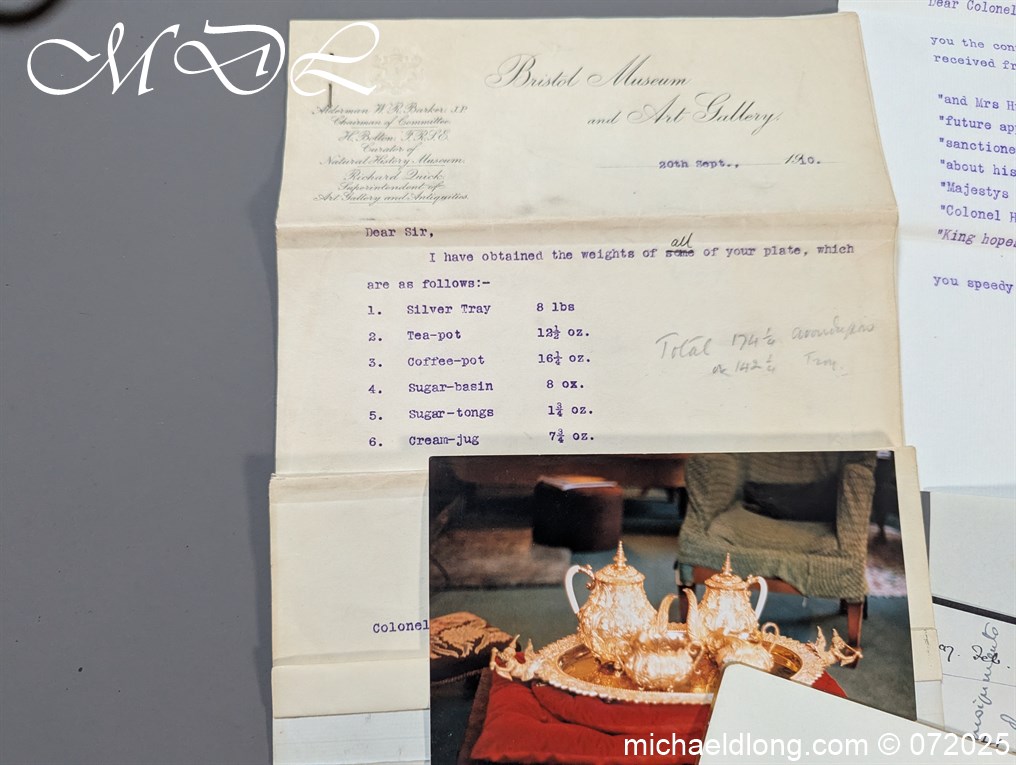 MDL
Bristol Museum
and Art Gallery.
Alderman W. R. Barker, J.P.
Chairman of Committee.
H. Bolton, F.R.S.E.
Curator of
Natural History Museum.
Richard Quick
Superintendent of
Art Gallery and Antiquities
20th Sept., 1910.
Dear Sir,
I have obtained the weights of some all of your plate, which
are as follows:-
1. Silver Tray 8 lbs
2. Tea-pot 12½ oz.
3. Coffee-pot 16¼ oz.
4. Sugar-basin 8 ox.
5. Sugar-tongs 1¾ oz.
6. Cream-jug 7¾ oz.
Total 174¼ avoirdupois
or 142¼ Troy.
Colonel
Dear Colonel
you the con
received fr
"and Mrs H
"future app
"sanctione
"about his
"Majestys
"Colonel H
"King hope
you speedy
michaeldlong.com © 072025